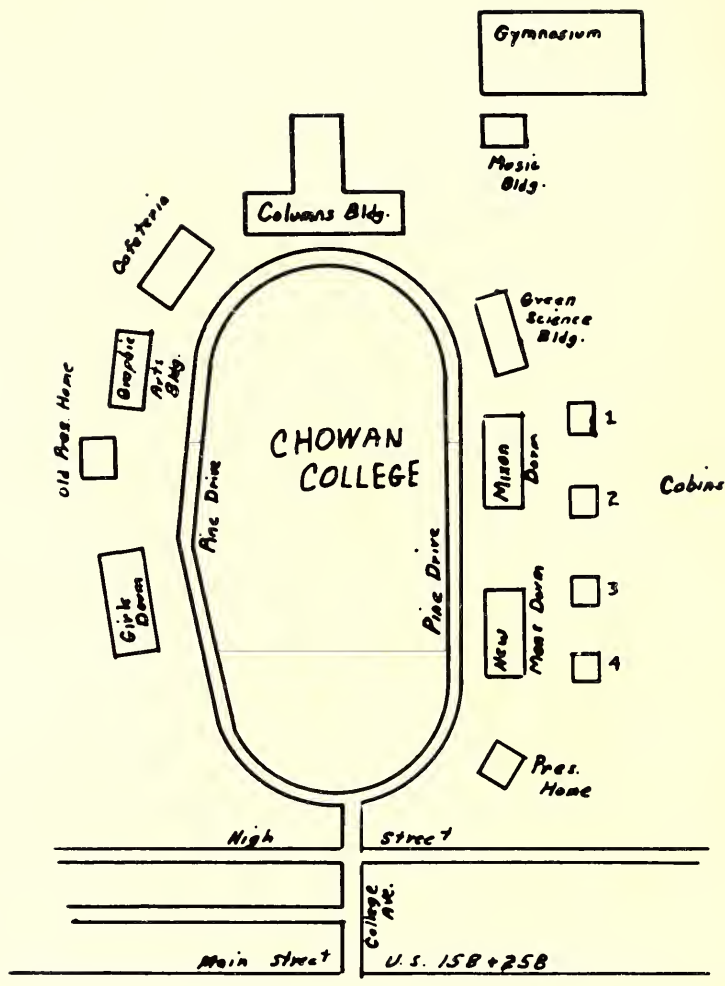 Gymnasium
Music
Bldg.
Columns Bldg.
Cafeteria
Green
Science
Bldg.
Graphic
Arts
Bldg.
Old Pres. Home
CHOWAN
COLLEGE
Mixon
Dorm
1
2
Cabins
3
4
Pine Drive
Pine Drive
Girls
Dorm
New
Mens Dorm
Pres.
Home
High Street
College
Ave.
Main Street U.S. 158 + 258